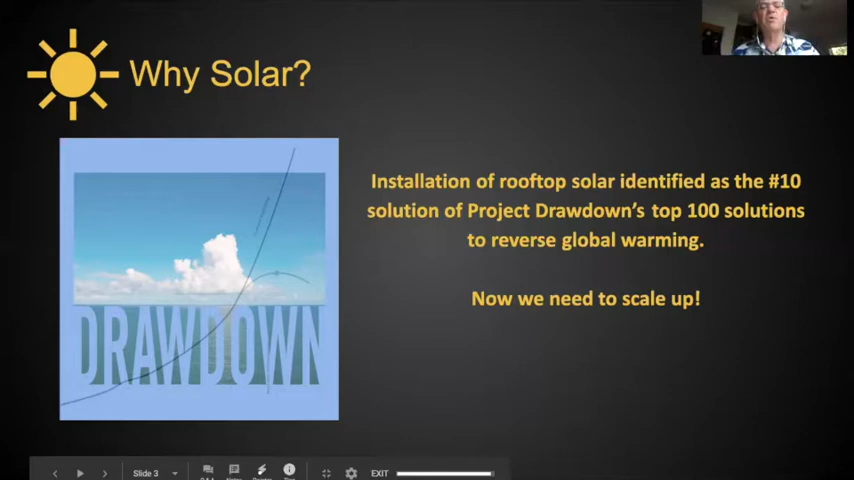 Why Solar?
Installation of rooftop solar identified as the #10
solution of Project Drawdown's top 100 solutions
to reverse global warming.
Now we need to scale up!
DRAWDOWN
Slide 3
EXIT